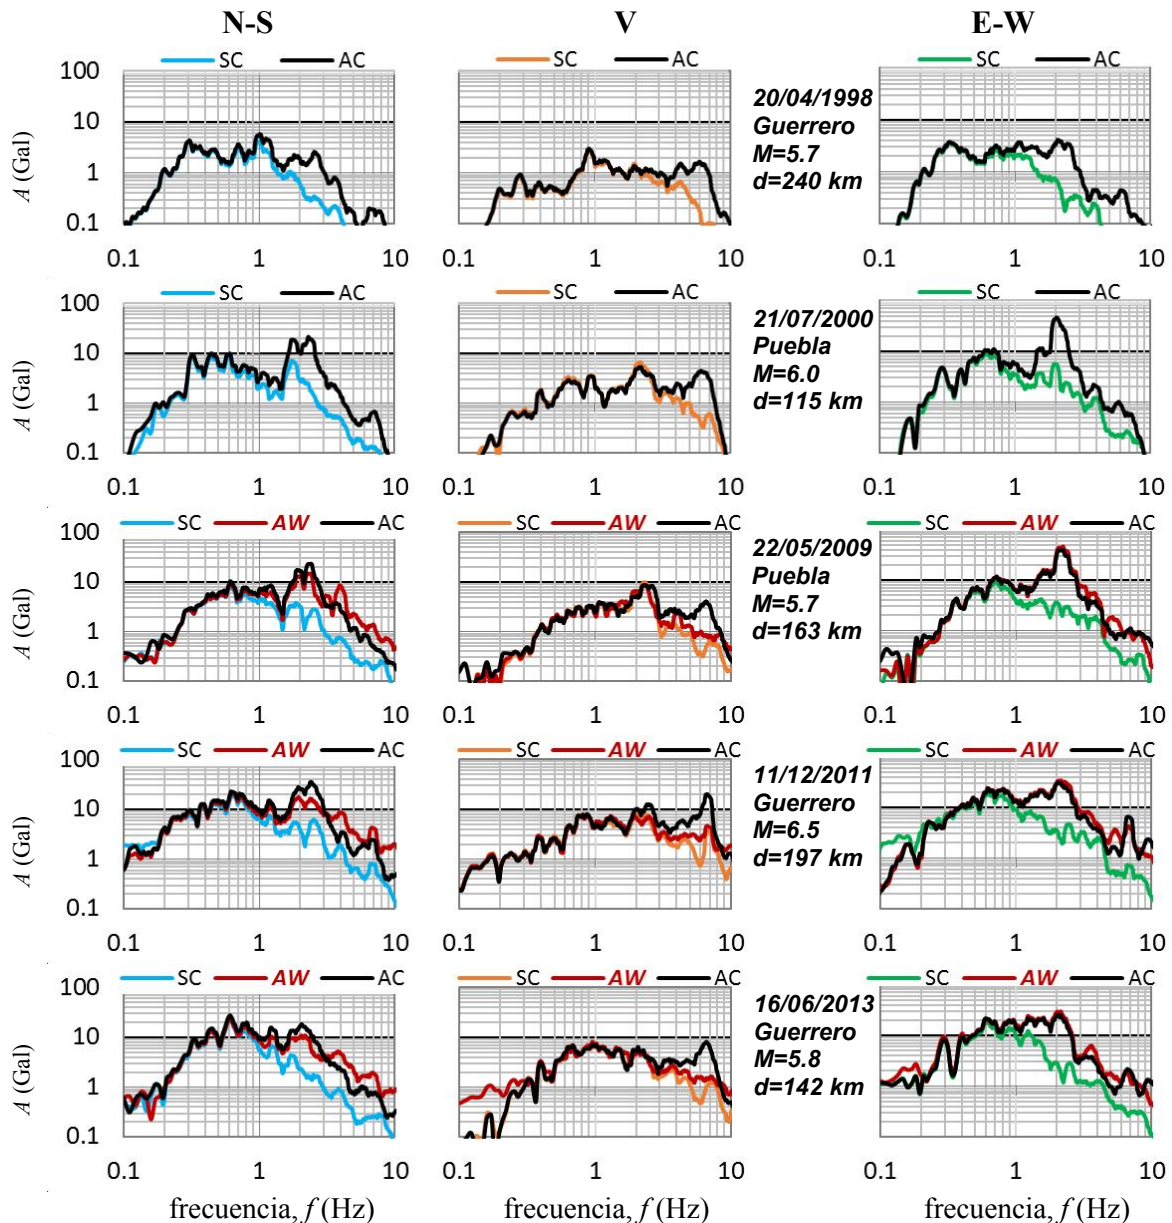 N-S V E-W
SC AC SC AC SC AC
100
10
1
0.1
A (Gal)
20/04/1998
Guerrero
M=5.7
d=240 km
0.1 1 10 0.1 1 10 0.1 1 10
SC AC SC AC SC AC
100
10
1
0.1
A (Gal)
21/07/2000
Puebla
M=6.0
d=115 km
0.1 1 10 0.1 1 10 0.1 1 10
SC AW AC SC AW AC SC AW AC
100
10
1
0.1
A (Gal)
22/05/2009
Puebla
M=5.7
d=163 km
0.1 1 10 0.1 1 10 0.1 1 10
SC AW AC SC AW AC SC AW AC
100
10
1
0.1
A (Gal)
11/12/2011
Guerrero
M=6.5
d=197 km
0.1 1 10 0.1 1 10 0.1 1 10
SC AW AC SC AW AC SC AW AC
100
10
1
0.1
A (Gal)
16/06/2013
Guerrero
M=5.8
d=142 km
0.1 1 10 0.1 1 10 0.1 1 10
frecuencia, f (Hz) frecuencia, f (Hz) frecuencia, f (Hz)